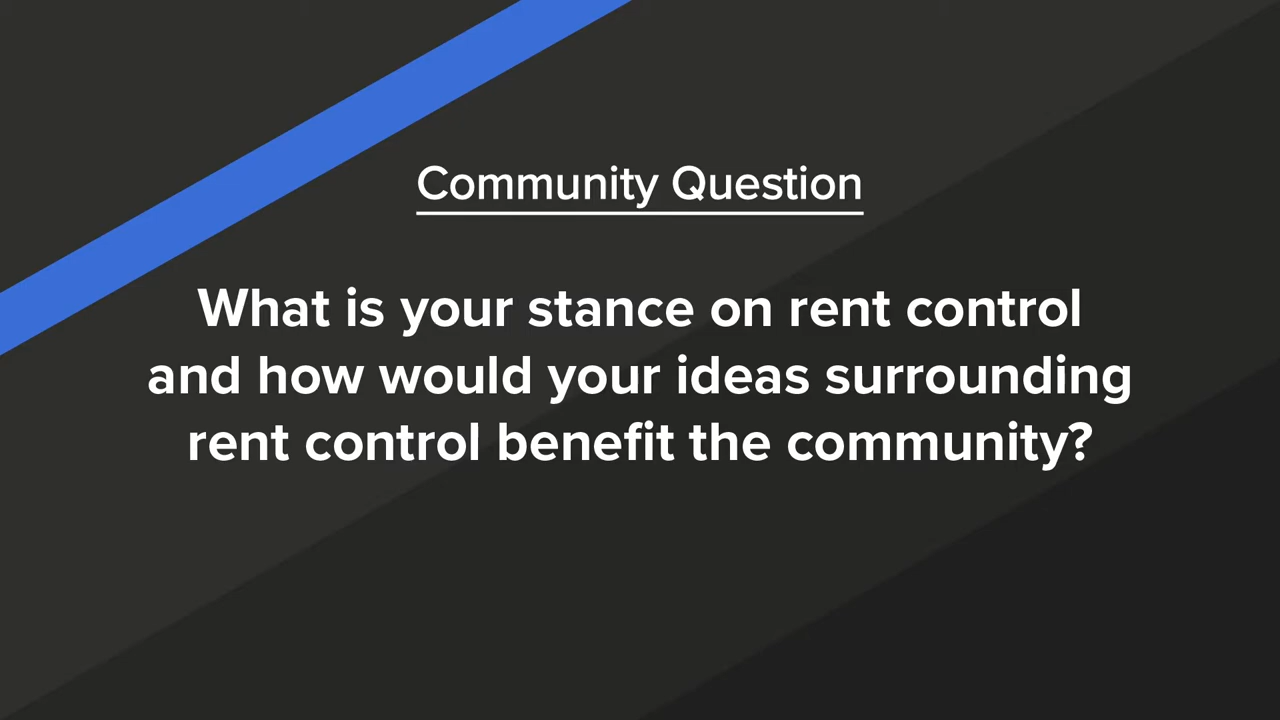 Community Question
What is your stance on rent control
and how would your ideas surrounding
rent control benefit the community?